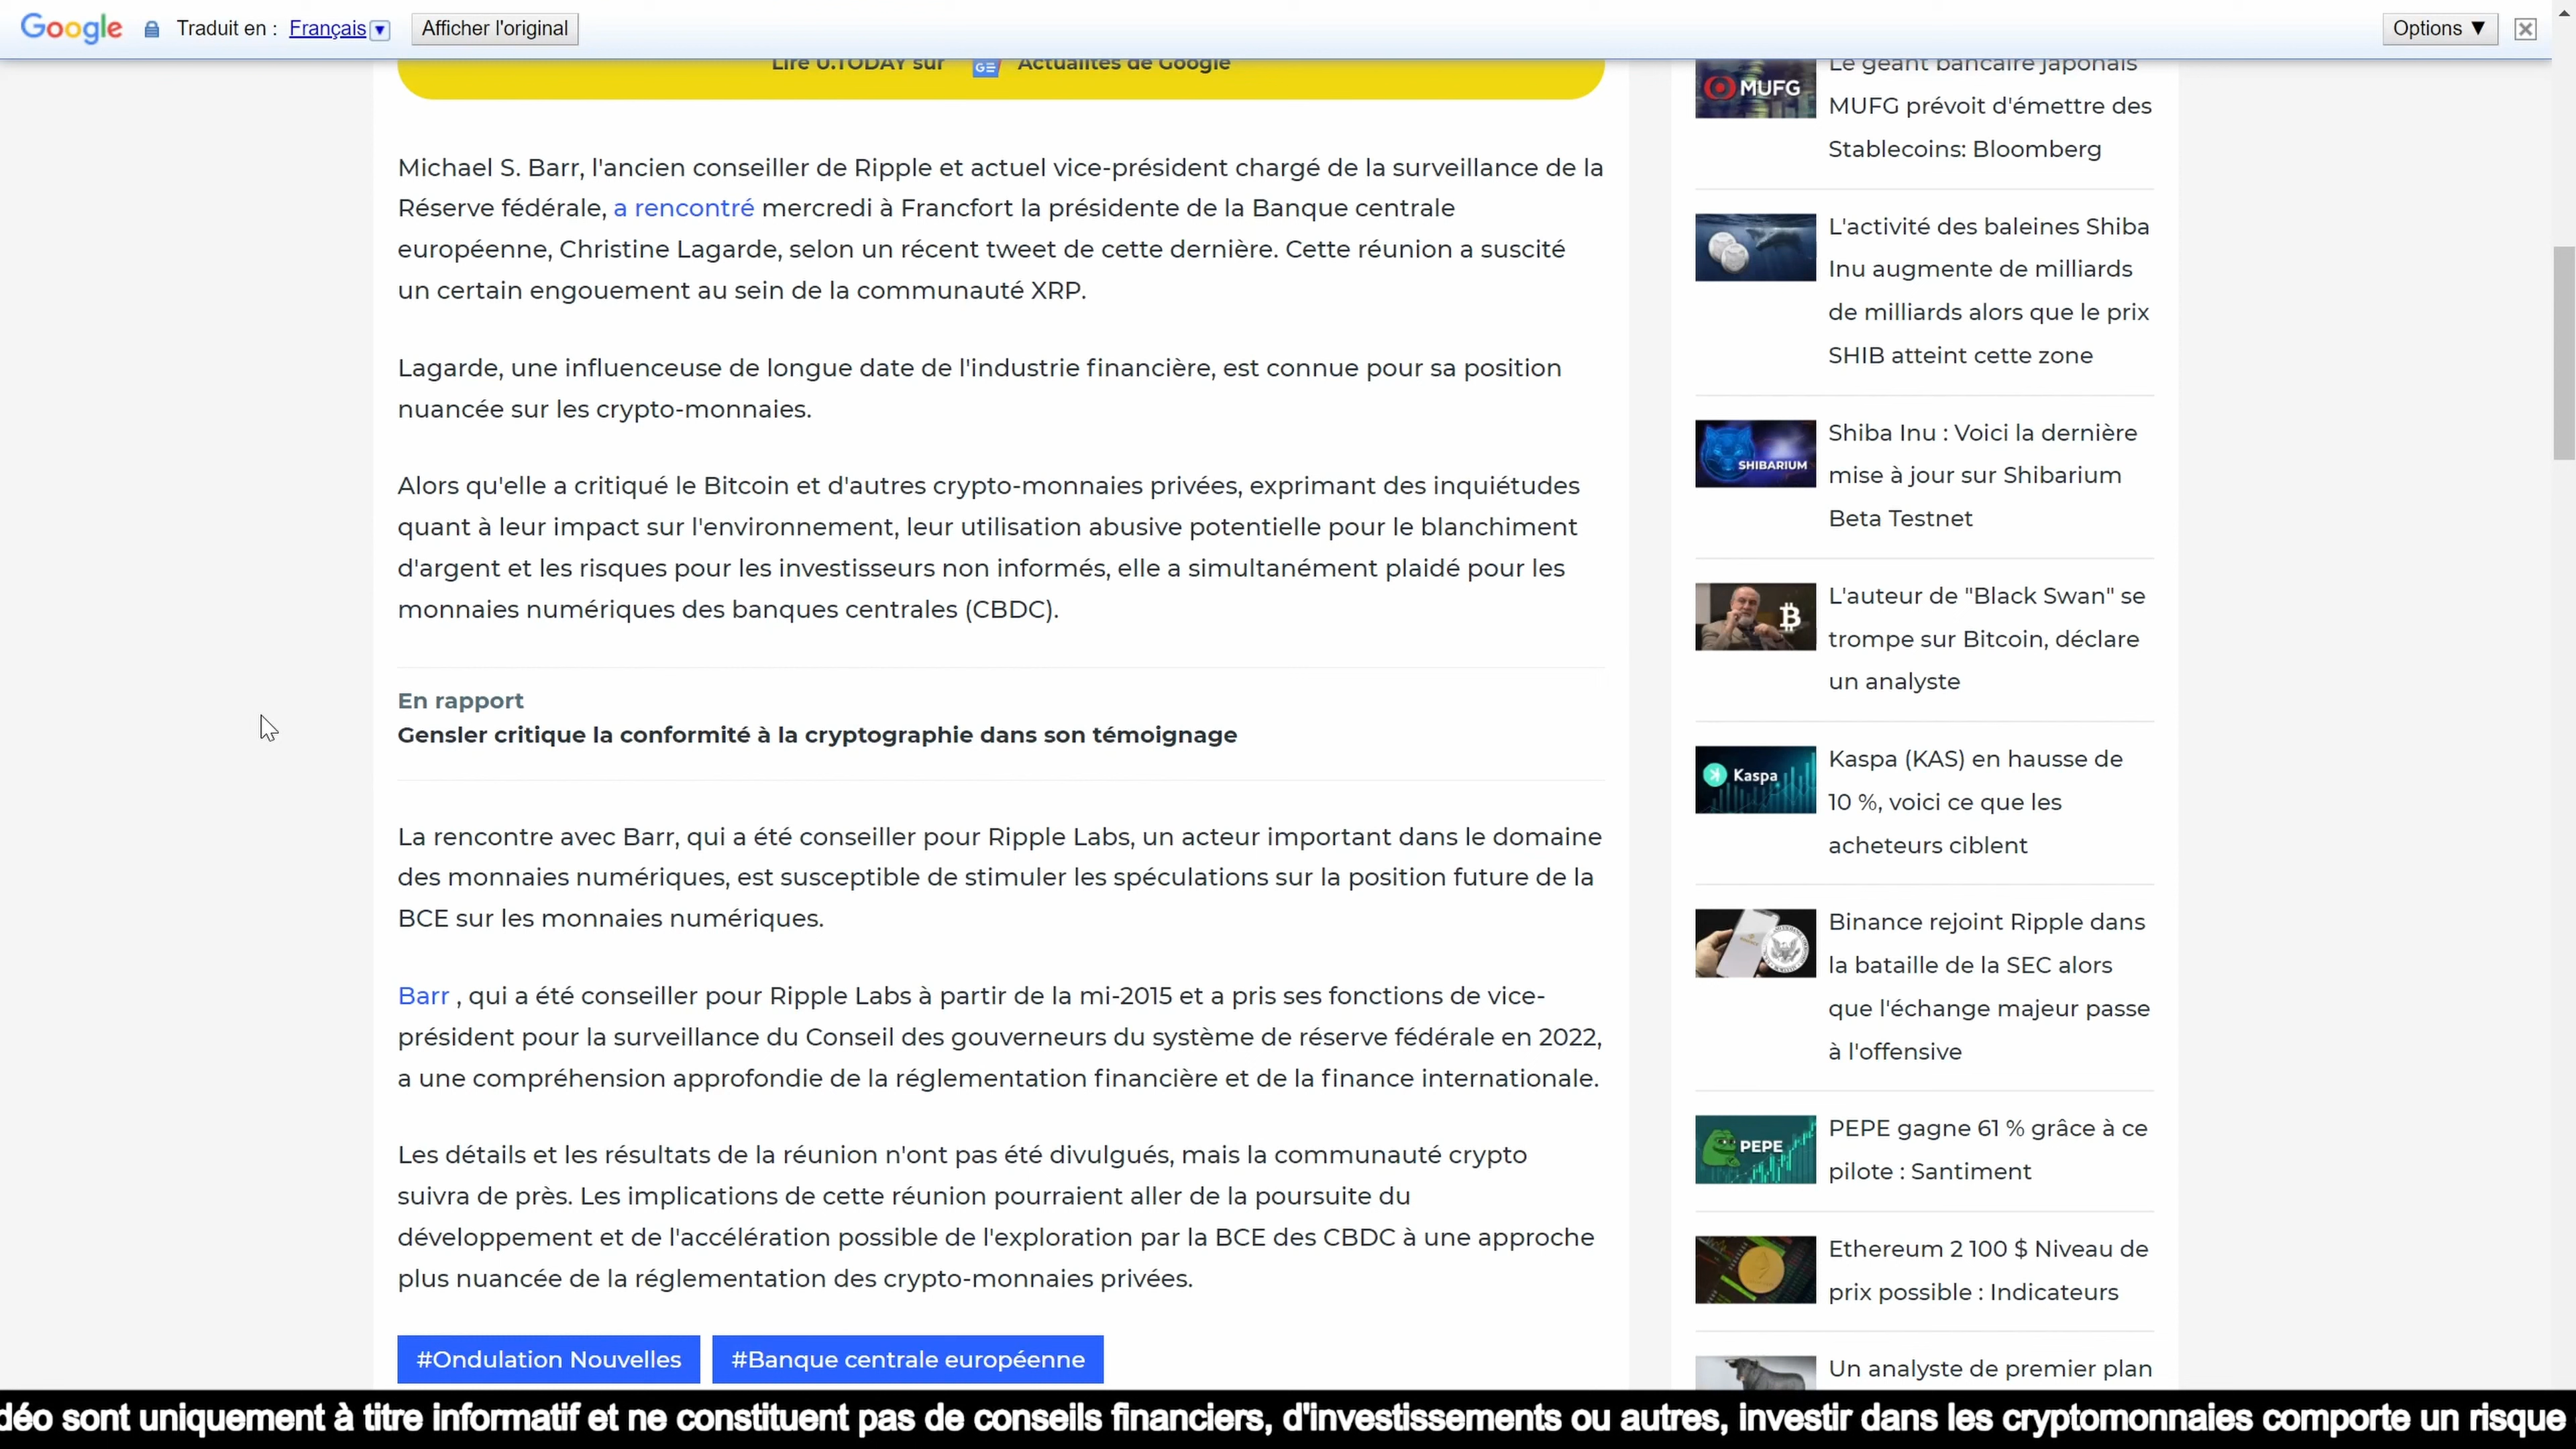 Google Traduit en : Français ▼ Afficher l'original Options ▼
Lire U.TODAY sur GE Actualités de Google
Michael S. Barr, l'ancien conseiller de Ripple et actuel vice-président chargé de la surveillance de la
Réserve fédérale, a rencontré mercredi à Francfort la présidente de la Banque centrale
européenne, Christine Lagarde, selon un récent tweet de cette dernière. Cette réunion a suscité
un certain engouement au sein de la communauté XRP.
Lagarde, une influenceuse de longue date de l'industrie financière, est connue pour sa position
nuancée sur les crypto-monnaies.
Alors qu'elle a critiqué le Bitcoin et d'autres crypto-monnaies privées, exprimant des inquiétudes
quant à leur impact sur l'environnement, leur utilisation abusive potentielle pour le blanchiment
d'argent et les risques pour les investisseurs non informés, elle a simultanément plaidé pour les
monnaies numériques des banques centrales (CBDC).
En rapport
Gensler critique la conformité à la cryptographie dans son témoignage
La rencontre avec Barr, qui a été conseiller pour Ripple Labs, un acteur important dans le domaine
des monnaies numériques, est susceptible de stimuler les spéculations sur la position future de la
BCE sur les monnaies numériques.
Barr , qui a été conseiller pour Ripple Labs à partir de la mi-2015 et a pris ses fonctions de vice-
président pour la surveillance du Conseil des gouverneurs du système de réserve fédérale en 2022,
a une compréhension approfondie de la réglementation financière et de la finance internationale.
Les détails et les résultats de la réunion n'ont pas été divulgués, mais la communauté crypto
suivra de près. Les implications de cette réunion pourraient aller de la poursuite du
développement et de l'accélération possible de l'exploration par la BCE des CBDC à une approche
plus nuancée de la réglementation des crypto-monnaies privées.
#Ondulation Nouvelles #Banque centrale européenne
MUFG
Le géant bancaire japonais
MUFG prévoit d'émettre des
Stablecoins: Bloomberg
L'activité des baleines Shiba
Inu augmente de milliards
de milliards alors que le prix
SHIB atteint cette zone
SHIBARIUM
Shiba Inu : Voici la dernière
mise à jour sur Shibarium
Beta Testnet
L'auteur de "Black Swan" se
trompe sur Bitcoin, déclare
un analyste
Kaspa
Kaspa (KAS) en hausse de
10 %, voici ce que les
acheteurs ciblent
Binance rejoint Ripple dans
la bataille de la SEC alors
que l'échange majeur passe
à l'offensive
PEPE
PEPE gagne 61 % grâce à ce
pilote : Santiment
Ethereum 2 100 $ Niveau de
prix possible : Indicateurs
Un analyste de premier plan
déo sont uniquement à titre informatif et ne constituent pas de conseils financiers, d'investissements ou autres, investir dans les cryptomonnaies comporte un risque